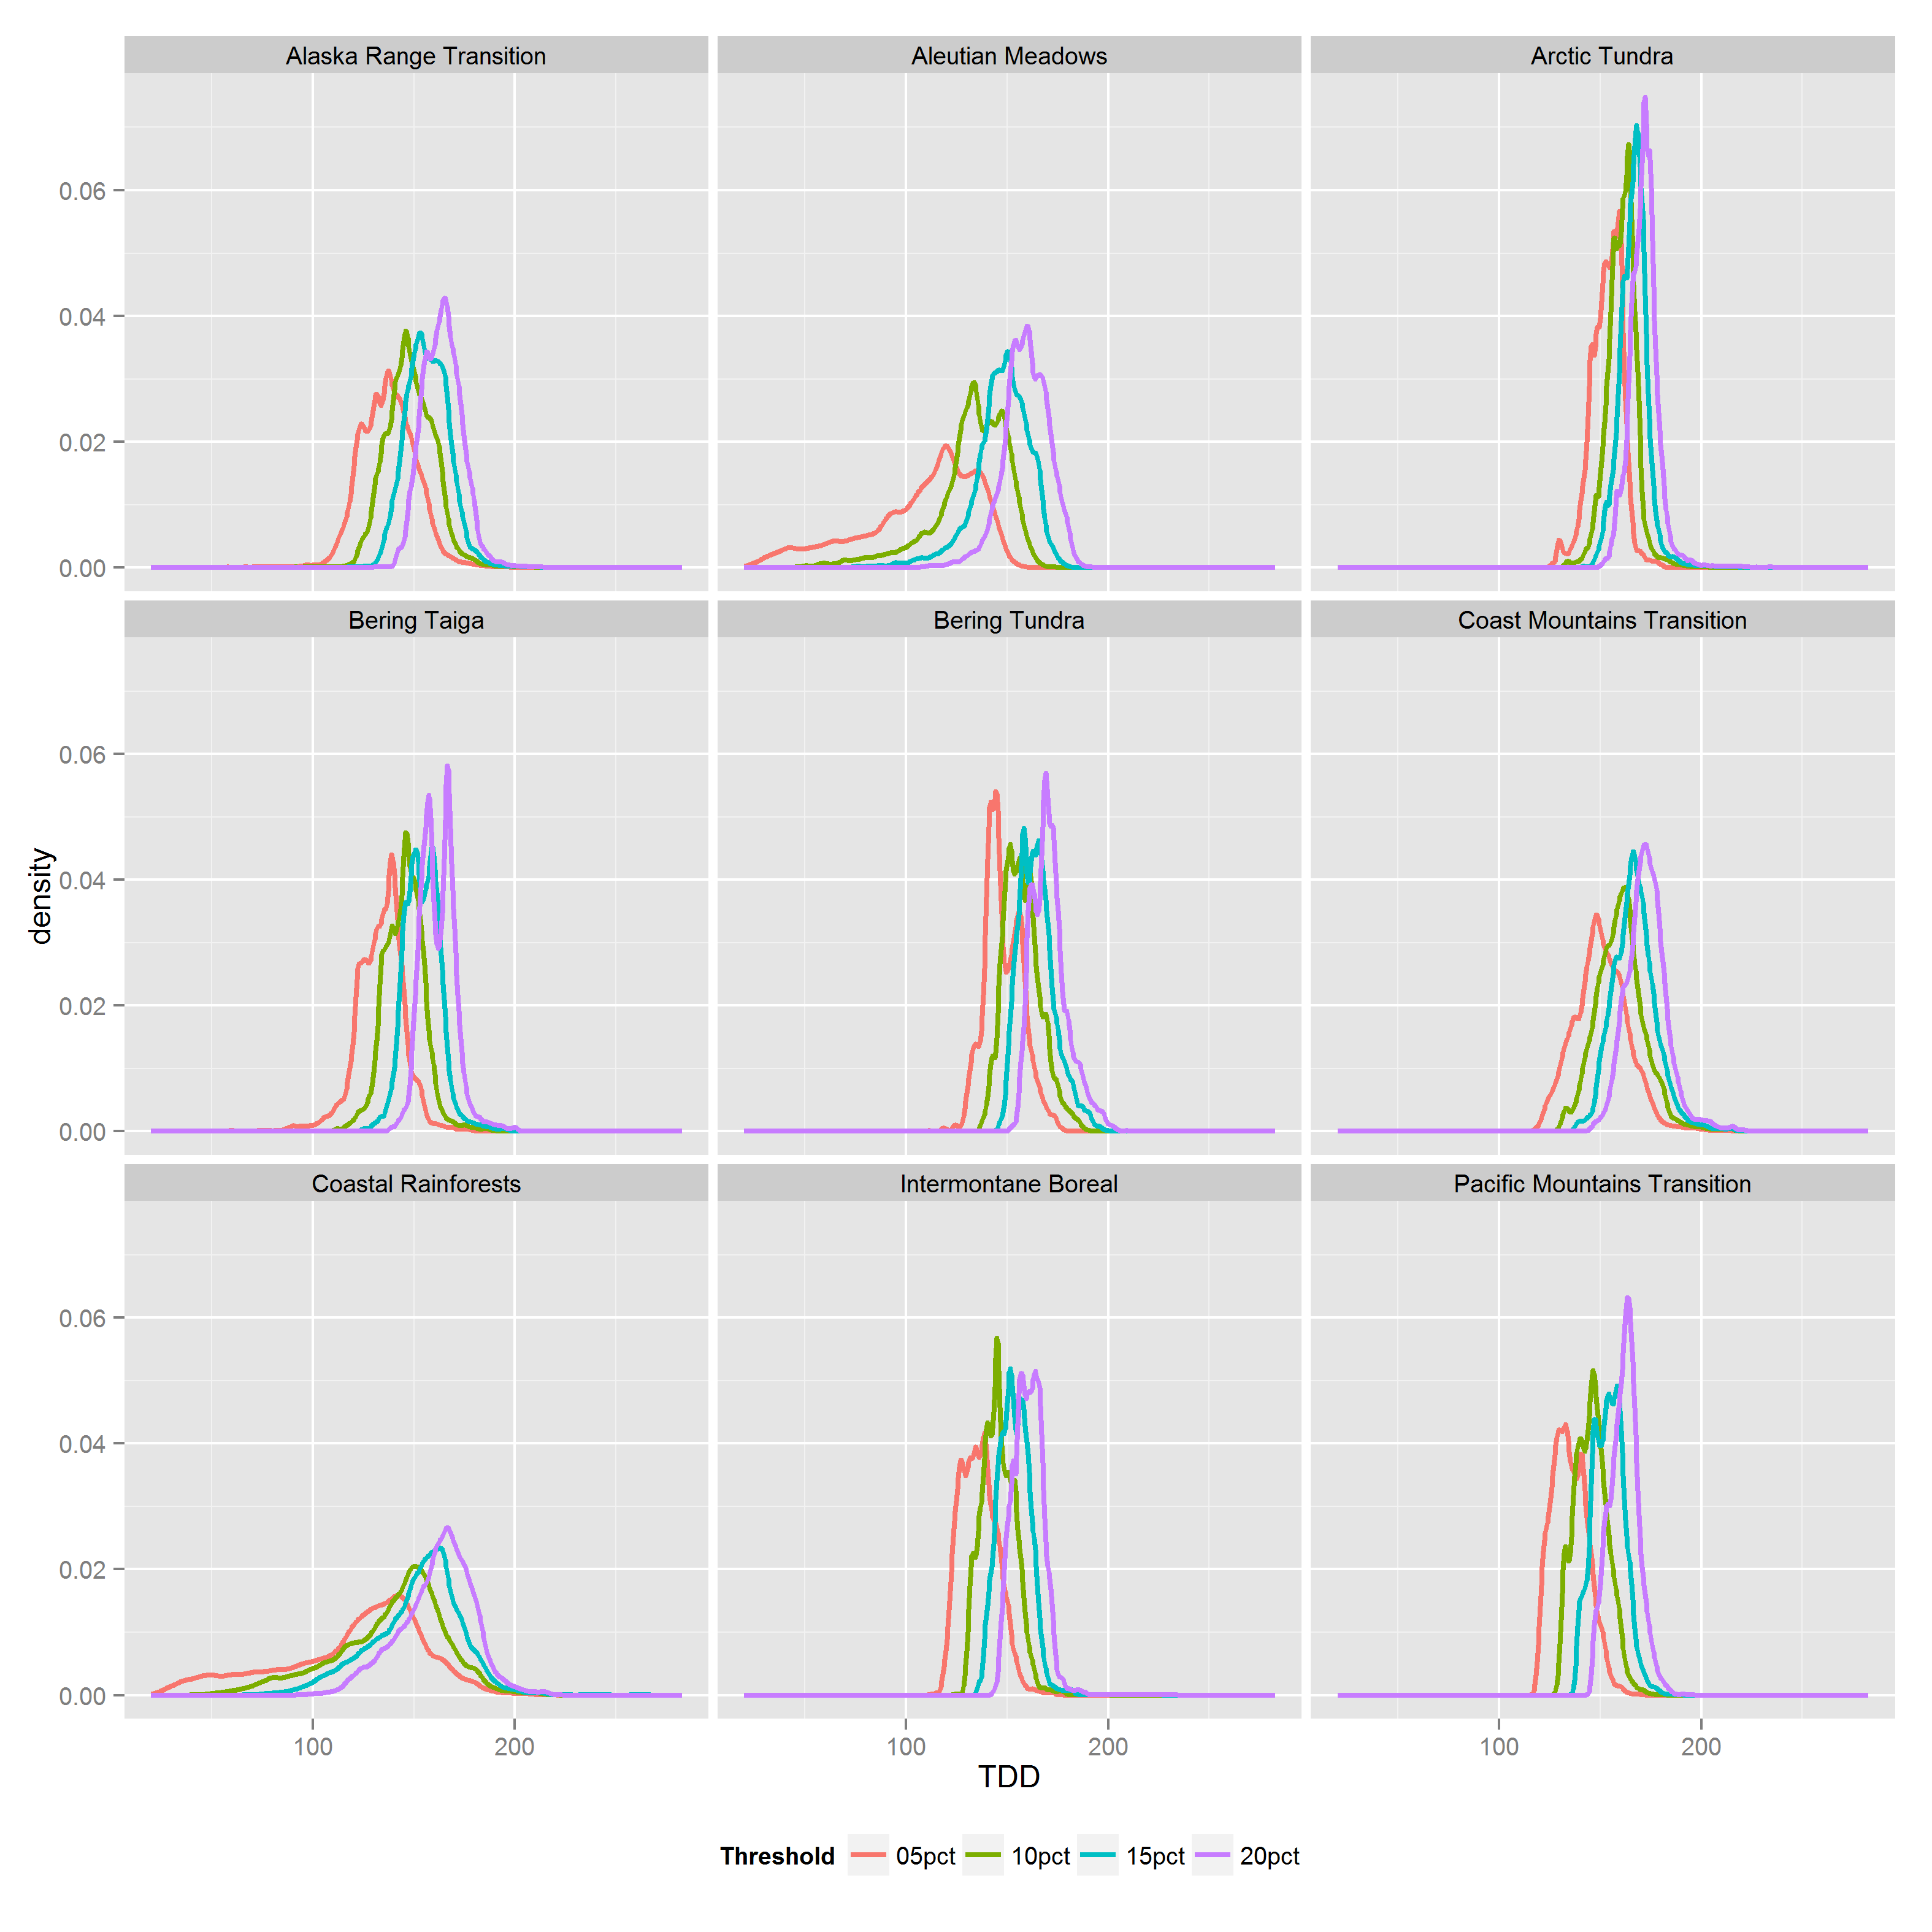 Alaska Range Transition
Aleutian Meadows
Arctic Tundra
0.06
0.04
0.02
0.00
Bering Taiga
Bering Tundra
Coast Mountains Transition
0.06
0.04
0.02
0.00
density
Coastal Rainforests
Intermontane Boreal
Pacific Mountains Transition
0.06
0.04
0.02
0.00
100 200
100 200
100 200
TDD
Threshold 05pct 10pct 15pct 20pct